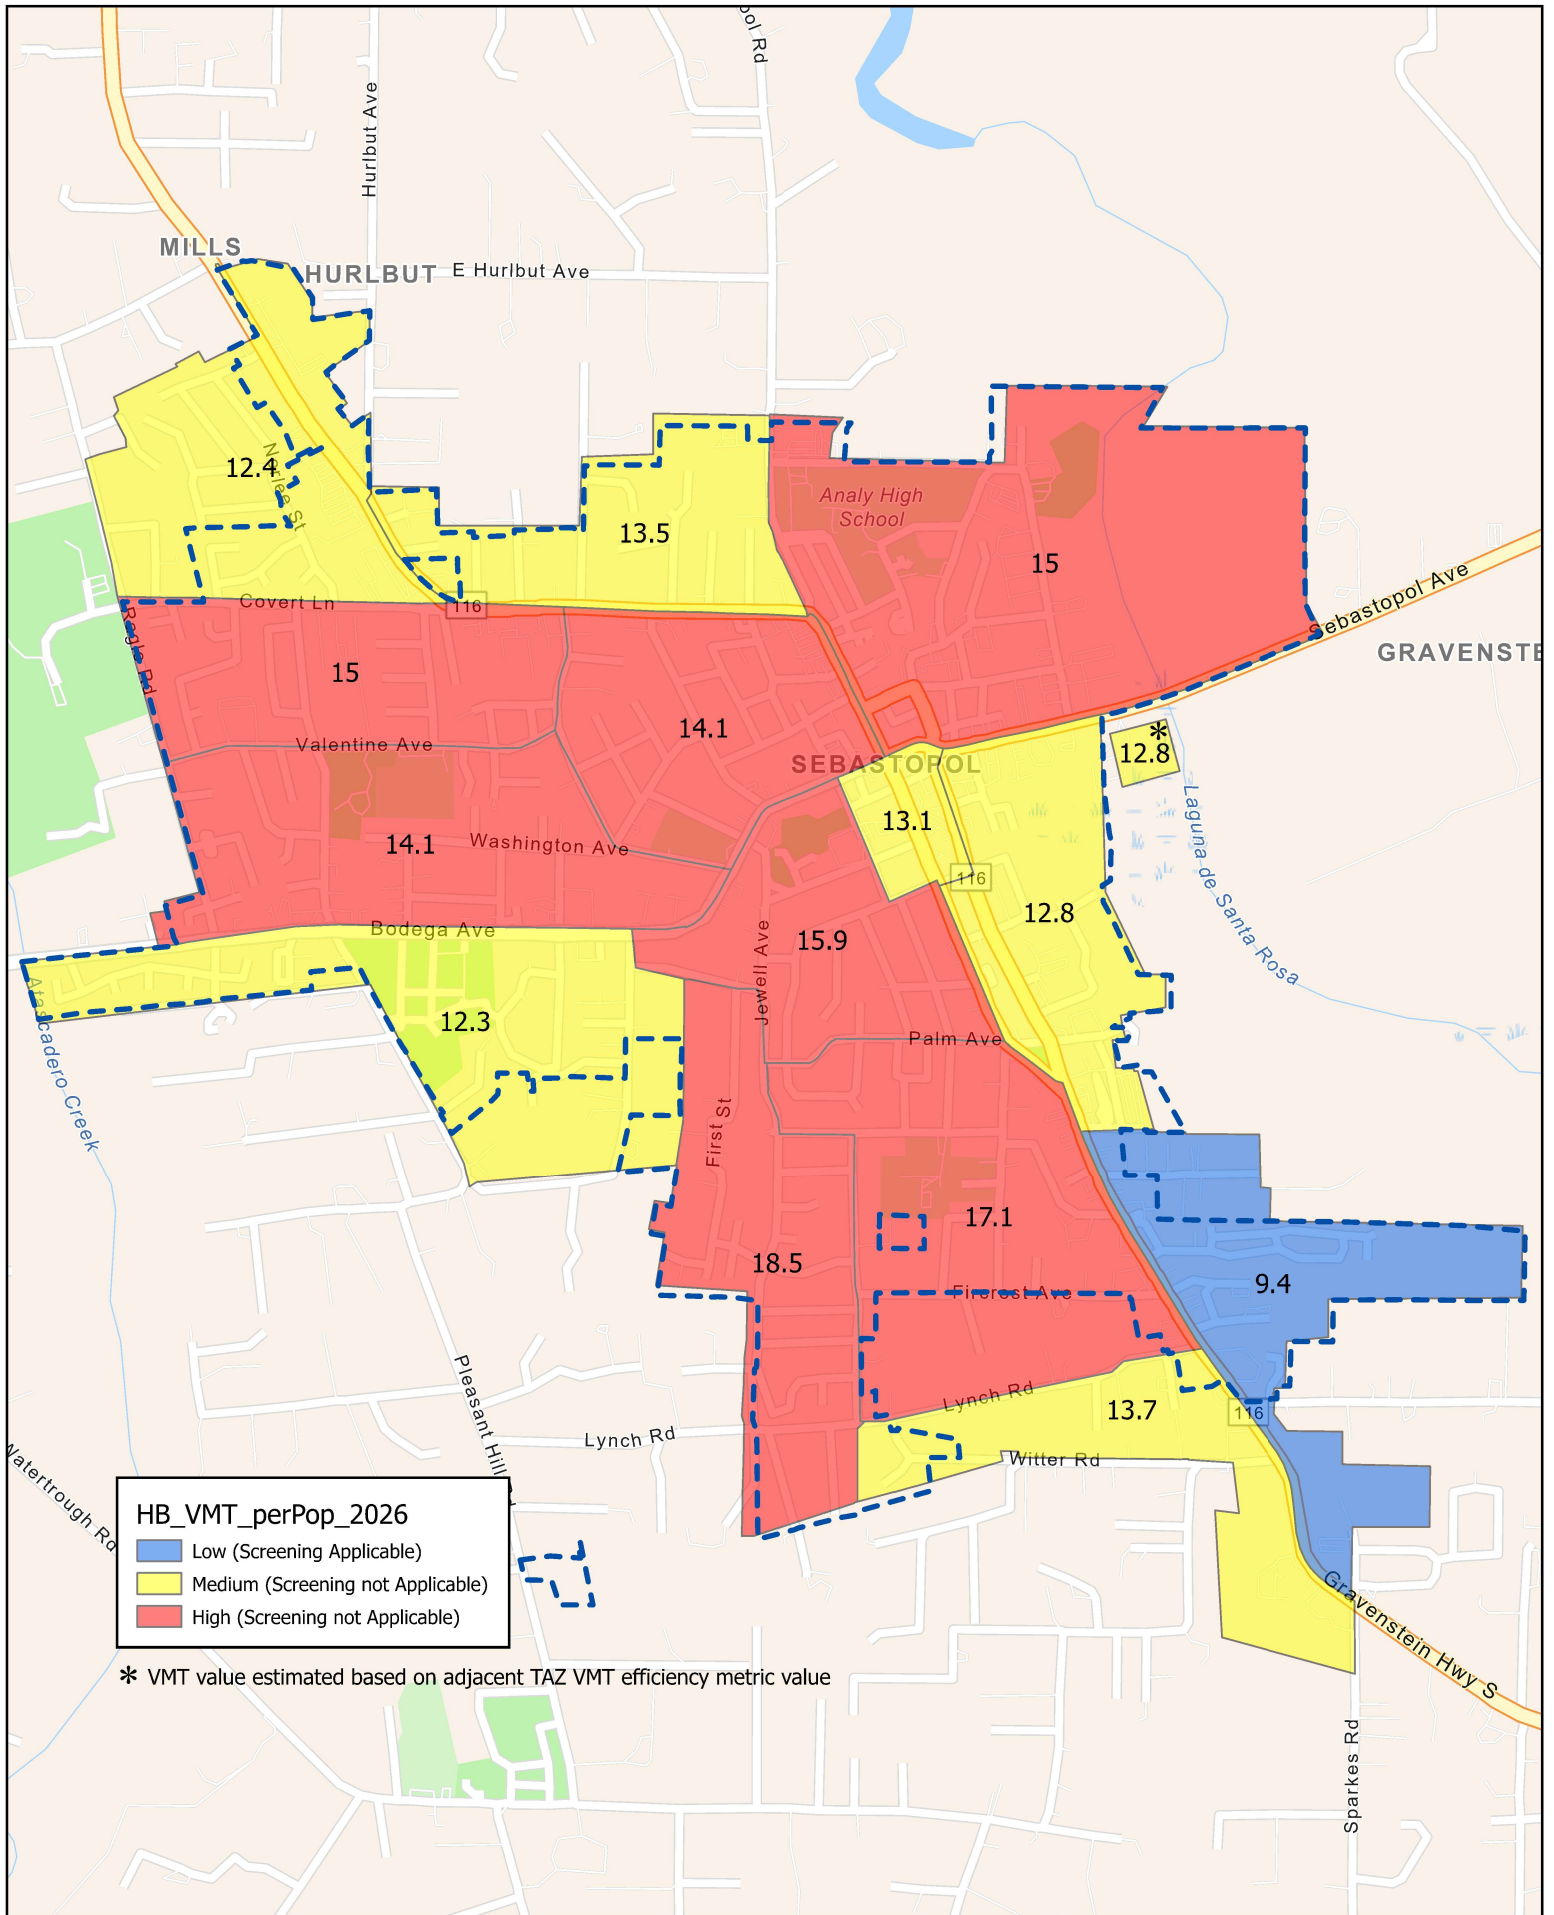 ool Rd
Hurlbut Ave
MILLS
HURLBUT
E Hurlbut Ave
12.4
Norlee St
13.5
Analy High
School
15
Sebastopol Ave
GRAVENSTE
Covert Ln
116
Ragle Rd
15
14.1
Valentine Ave
SEBASTOPOL
*
12.8
Laguna de Santa Rosa
13.1
14.1
Washington Ave
116
12.8
Bodega Ave
15.9
Jewell Ave
Atascadero Creek
12.3
Palm Ave
First St
17.1
18.5
9.4
Fircrest Ave
Lynch Rd
13.7
116
Pleasant Hill
Lynch Rd
Witter Rd
Watertrough Rd
HB_VMT_perPop_2026
Low (Screening Applicable)
Medium (Screening not Applicable)
High (Screening not Applicable)
* VMT value estimated based on adjacent TAZ VMT efficiency metric value
Gravenstein Hwy S
Sparkes Rd